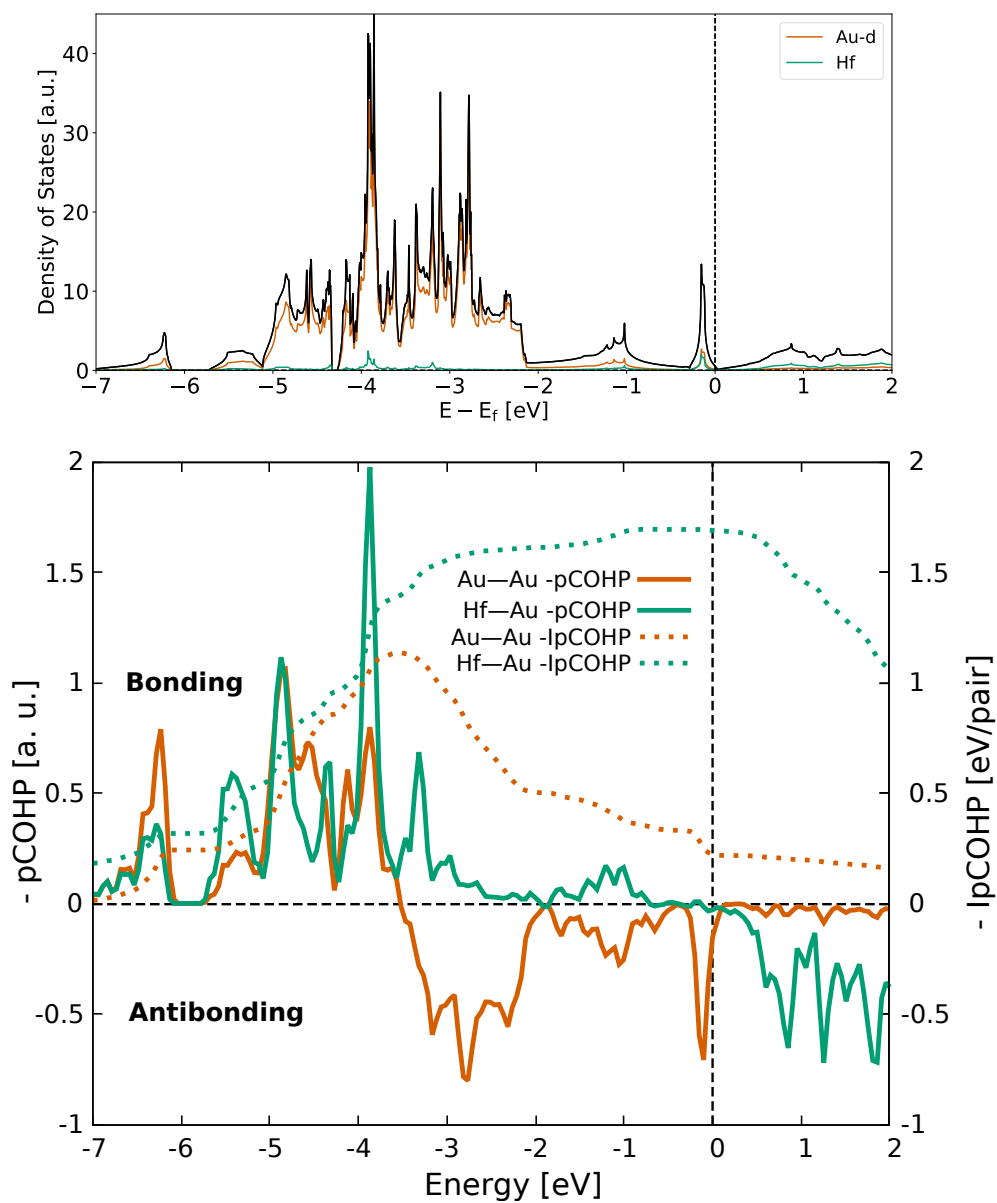 Density of States [a.u.]
40
30
20
10
0
Au-d
Hf
−7 −6 −5 −4 −3 −2 −1 0 1 2
E − E_f [eV]
- pCOHP [a. u.]
2
1.5
1
0.5
0
-0.5
-1
Au—Au -pCOHP
Hf—Au -pCOHP
Au—Au -IpCOHP
Hf—Au -IpCOHP
Bonding
Antibonding
2
1.5
1
0.5
0
-0.5
-1
- IpCOHP [eV/pair]
-7 -6 -5 -4 -3 -2 -1 0 1 2
Energy [eV]